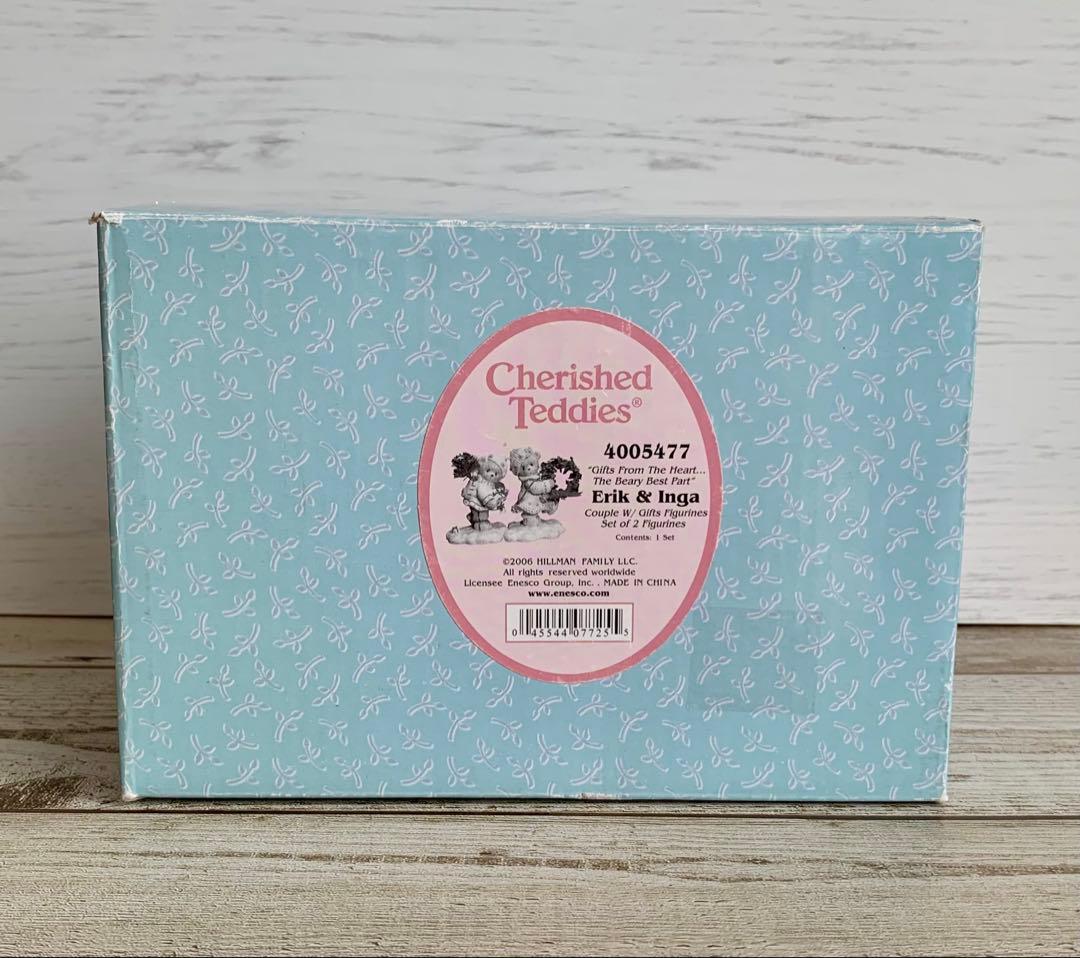 Cherished
Teddies®
4005477
"Gifts From The Heart...
The Beary Best Part"
Erik & Inga
Couple W/ Gifts Figurines
Set of 2 Figurines
Contents: 1 Set
©2006 HILLMAN FAMILY LLC.
All rights reserved worldwide
Licensee Enesco Group, Inc. . MADE IN CHINA
www.enesco.com
0 45544 07725 5